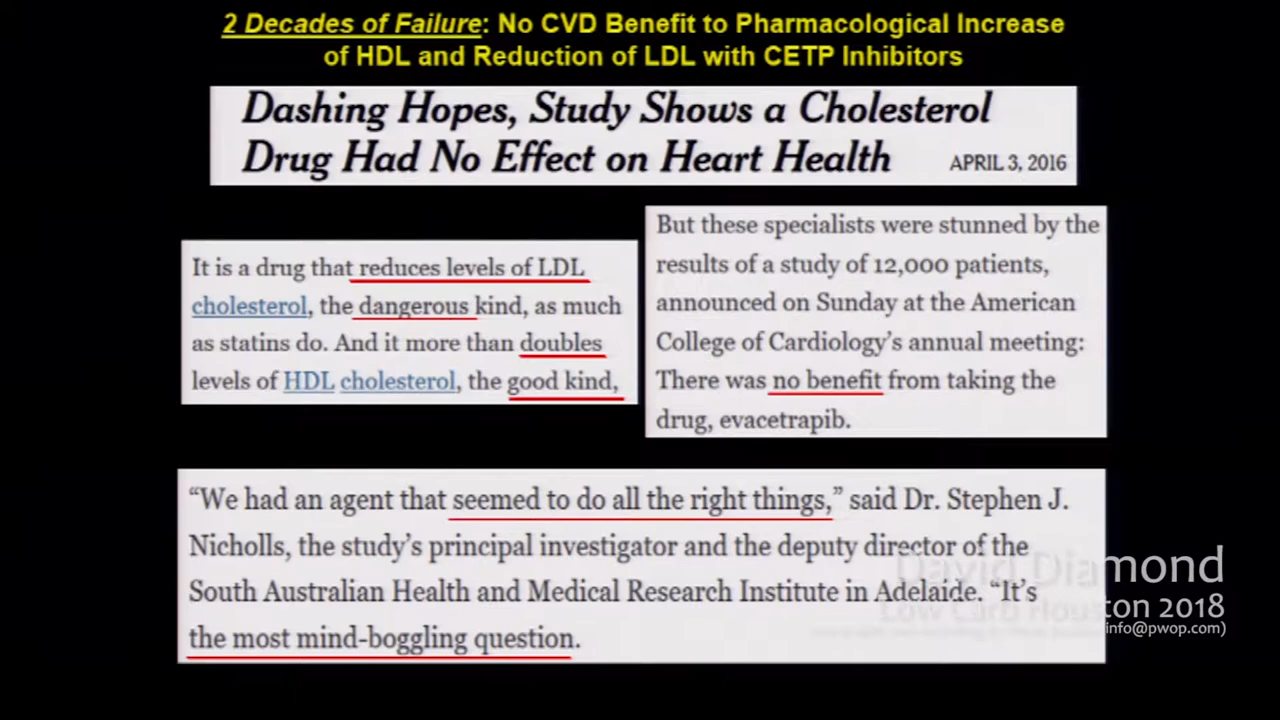 2 Decades of Failure: No CVD Benefit to Pharmacological Increase
of HDL and Reduction of LDL with CETP Inhibitors
Dashing Hopes, Study Shows a Cholesterol
Drug Had No Effect on Heart Health
APRIL 3, 2016
It is a drug that reduces levels of LDL
cholesterol, the dangerous kind, as much
as statins do. And it more than doubles
levels of HDL cholesterol, the good kind,
But these specialists were stunned by the
results of a study of 12,000 patients,
announced on Sunday at the American
College of Cardiology’s annual meeting:
There was no benefit from taking the
drug, evacetrapib.
“We had an agent that seemed to do all the right things,” said Dr. Stephen J.
Nicholls, the study’s principal investigator and the deputy director of the
South Australian Health and Medical Research Institute in Adelaide. “It’s
the most mind-boggling question.
David Diamond
Low Carb Houston 2018
info@pwop.com)